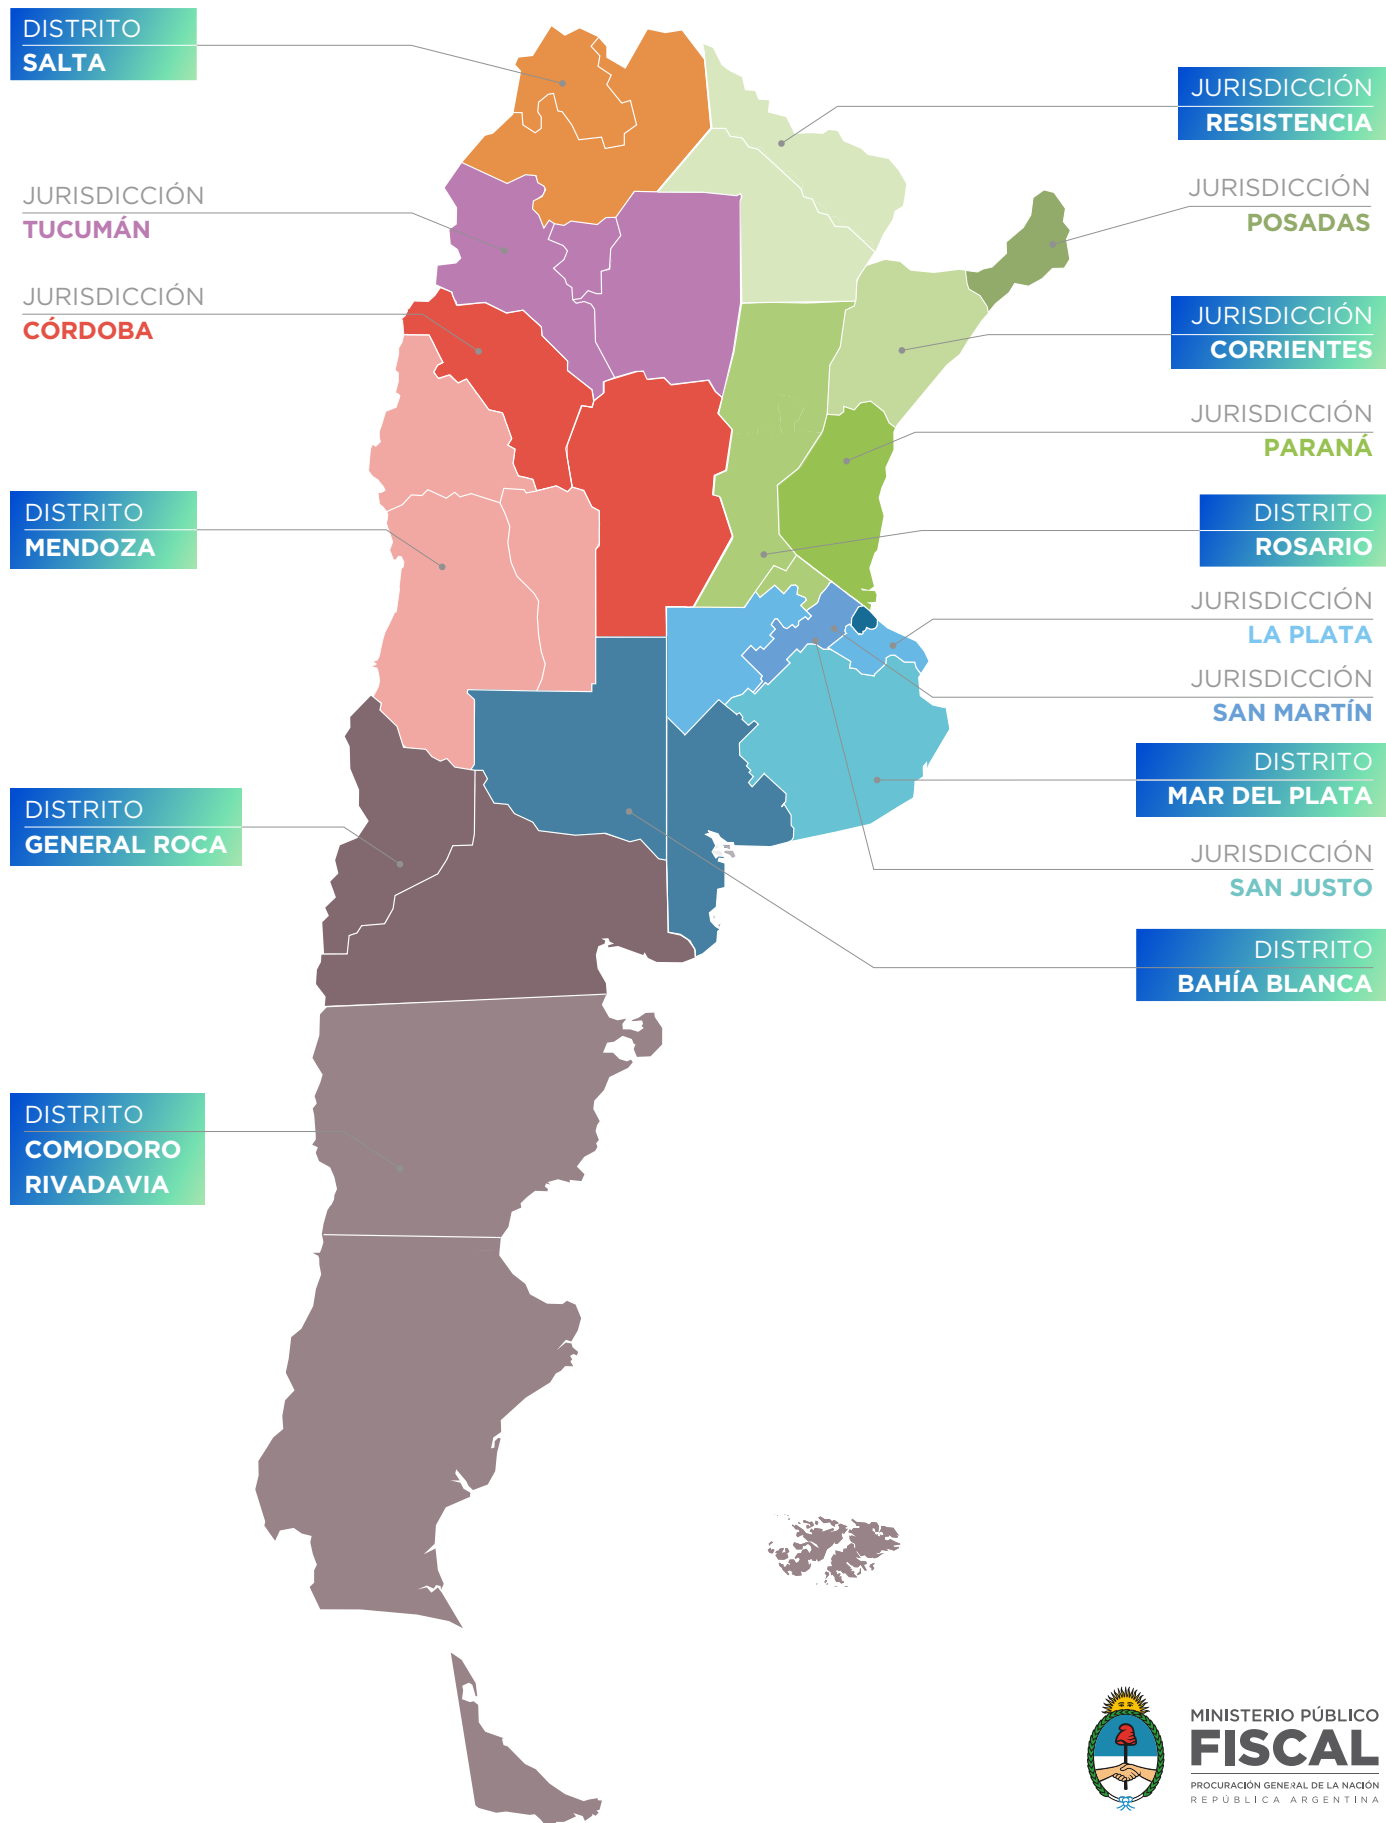 DISTRITO
SALTA
JURISDICCIÓN
TUCUMÁN
JURISDICCIÓN
CÓRDOBA
DISTRITO
MENDOZA
DISTRITO
GENERAL ROCA
DISTRITO
COMODORO
RIVADAVIA
JURISDICCIÓN
RESISTENCIA
JURISDICCIÓN
POSADAS
JURISDICCIÓN
CORRIENTES
JURISDICCIÓN
PARANÁ
DISTRITO
ROSARIO
JURISDICCIÓN
LA PLATA
JURISDICCIÓN
SAN MARTÍN
DISTRITO
MAR DEL PLATA
JURISDICCIÓN
SAN JUSTO
DISTRITO
BAHÍA BLANCA
MINISTERIO PÚBLICO
FISCAL
PROCURACIÓN GENERAL DE LA NACIÓN
REPÚBLICA ARGENTINA